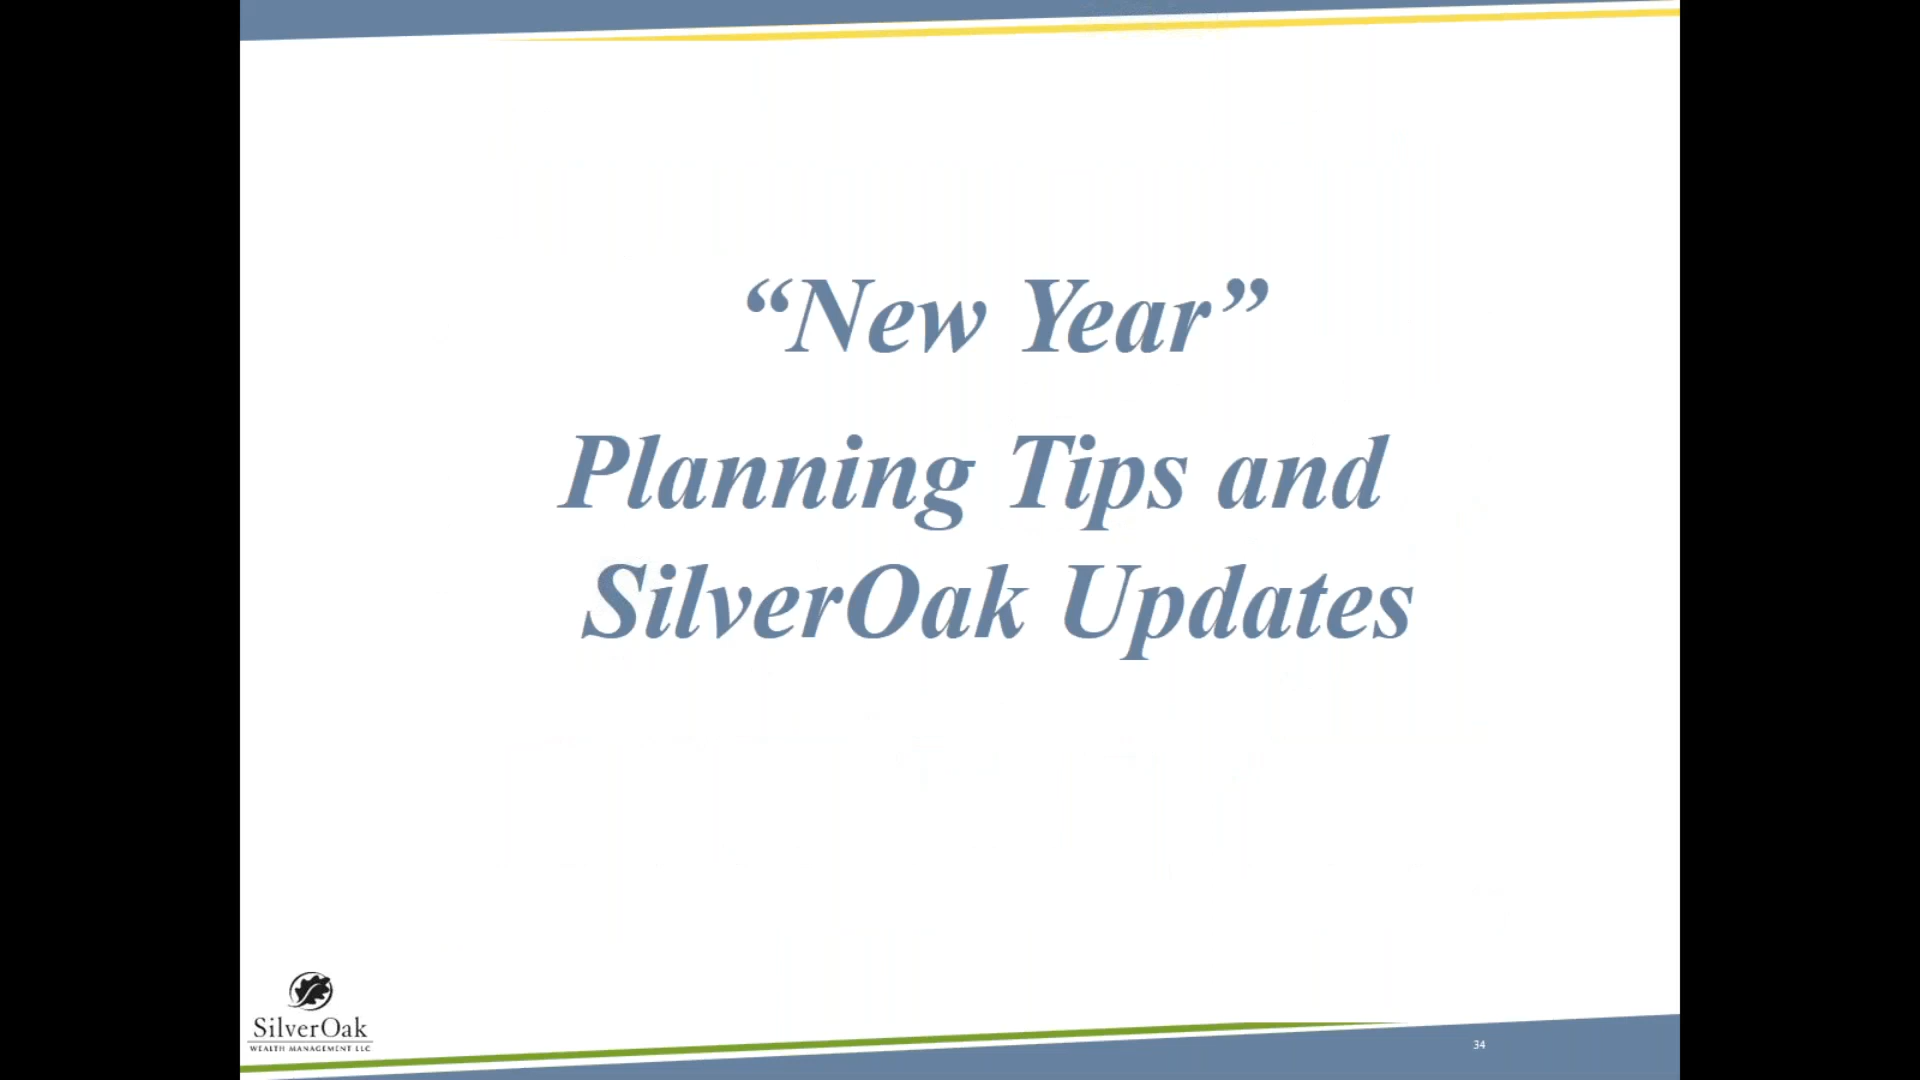 “New Year”
Planning Tips and
SilverOak Updates
SilverOak
WEALTH MANAGEMENT LLC
34